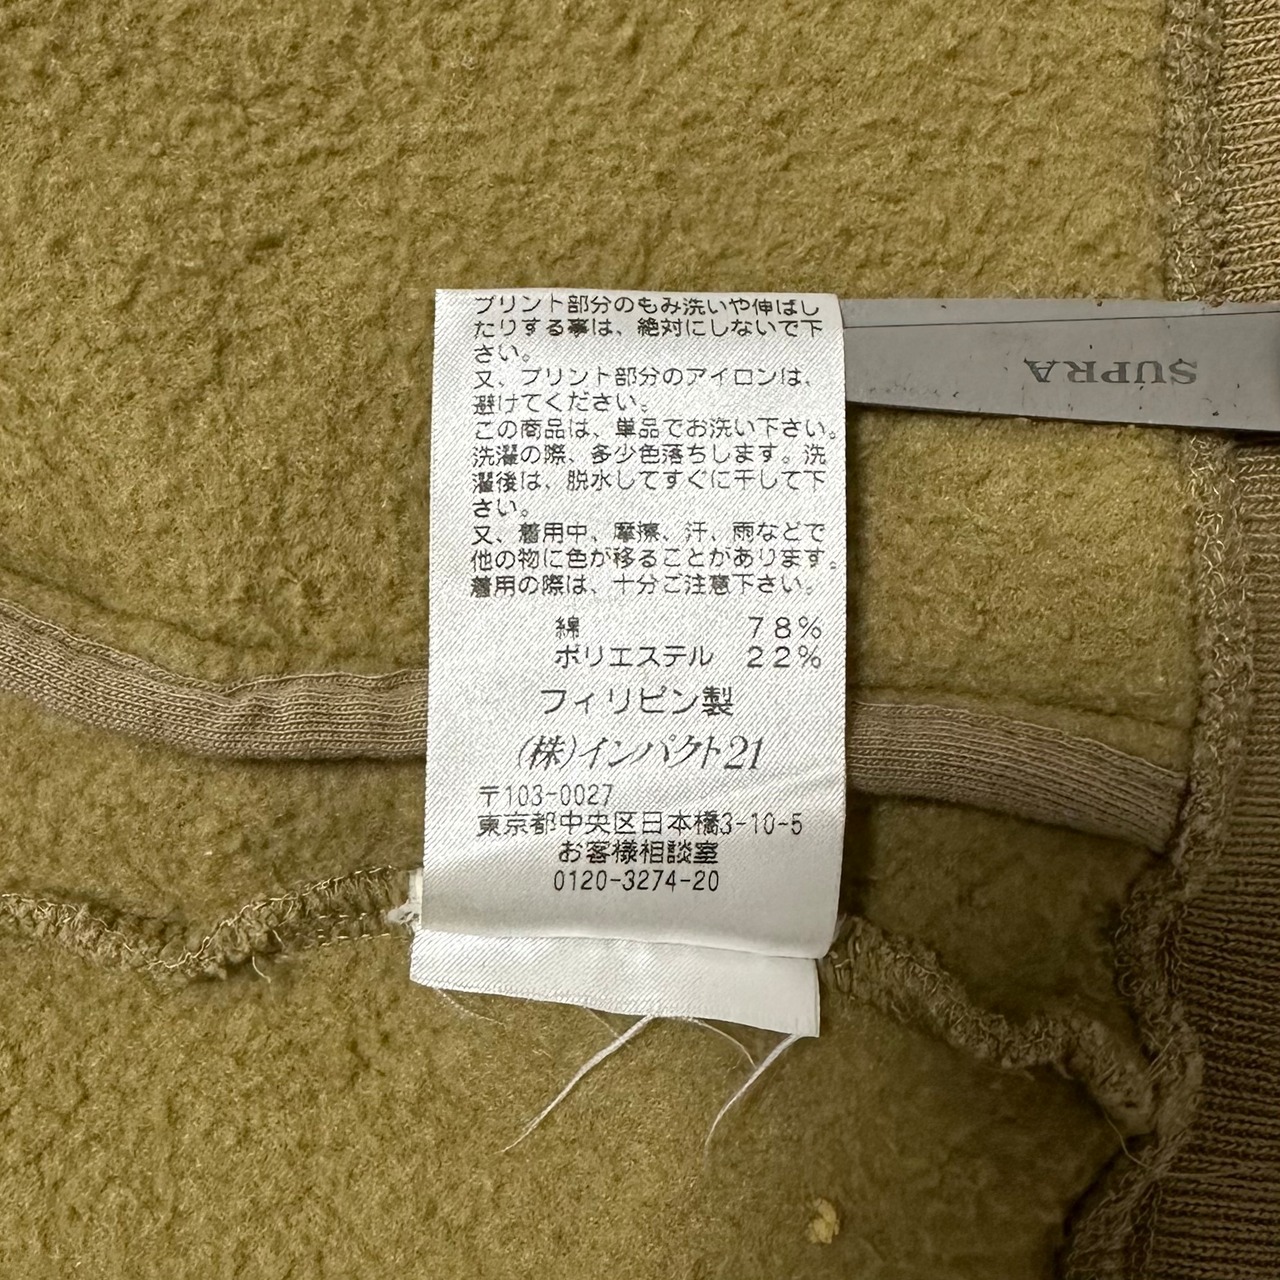 プリント部分のもみ洗いや伸ばし
たりする事は、絶対にしないで下
さい。
又、プリント部分のアイロンは、
避けてください。
この商品は、単品でお洗い下さい。
洗濯の際、多少色落ちします。洗
濯後は、脱水してすぐに干して下
さい。
又、着用中、摩擦、汗、雨などで
他の物に色が移ることがあります。
着用の際は、十分ご注意下さい。
綿 78%
ポリエステル 22%
フィリピン製
(株)インパクト21
〒103-0027
東京都中央区日本橋3-10-5
お客様相談室
0120-3274-20
SUPRA